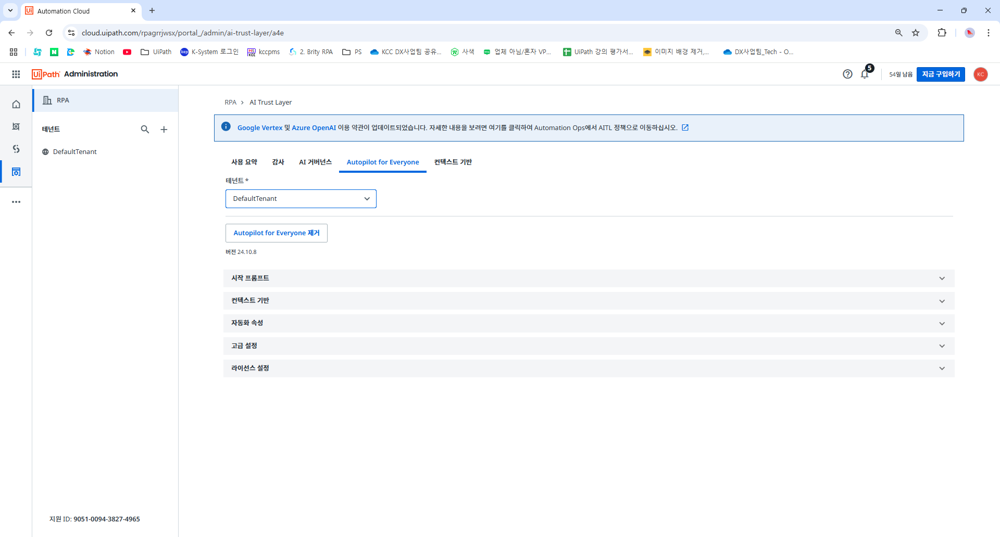 Automation Cloud
cloud.uipath.com/rpagrrjwsx/portal_/admin/ai-trust-layer/a4e
Notion
UiPath
K-System 로그인
kccpms
2. Brity RPA
PS
KCC DX사업팀 공유...
사색
업체 아님/혼자 VP...
UiPath 강의 평가서...
이미지 배경 제거,...
DX사업팀_Tech - O...
UiPath Administration
5
54일 남음
지금 구입하기
KC
RPA
테넌트
DefaultTenant
RPA > AI Trust Layer
Google Vertex 및 Azure OpenAI 이용 약관이 업데이트되었습니다. 자세한 내용을 보려면 여기를 클릭하여 Automation Ops에서 AITL 정책으로 이동하십시오.
사용 요약
감사
AI 거버넌스
Autopilot for Everyone
컨텍스트 기반
테넌트 *
DefaultTenant
Autopilot for Everyone 제거
버전 24.10.8
시작 프롬프트
컨텍스트 기반
자동화 속성
고급 설정
라이선스 설정
지원 ID: 9051-0094-3827-4965